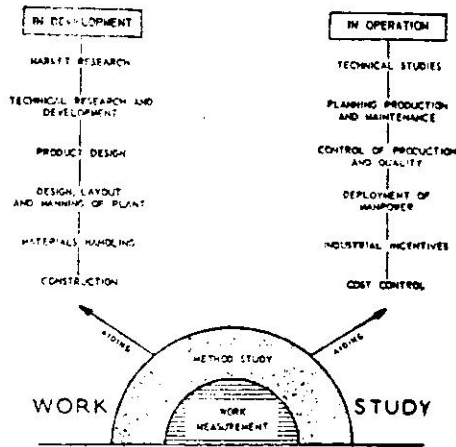 IN DEVELOPMENT
MARKET RESEARCH
TECHNICAL RESEARCH AND
DEVELOPMENT
PRODUCT DESIGN
DESIGN, LAYOUT
AND MANNING OF PLANT
MATERIALS HANDLING
CONSTRUCTION
IN OPERATION
TECHNICAL STUDIES
PLANNING PRODUCTION
AND MAINTENANCE
CONTROL OF PRODUCTION
AND QUALITY
DEPLOYMENT OF
MANPOWER
INDUSTRIAL INCENTIVES
COST CONTROL
AIDING
AIDING
METHOD STUDY
WORK
MEASUREMENT
WORK
STUDY